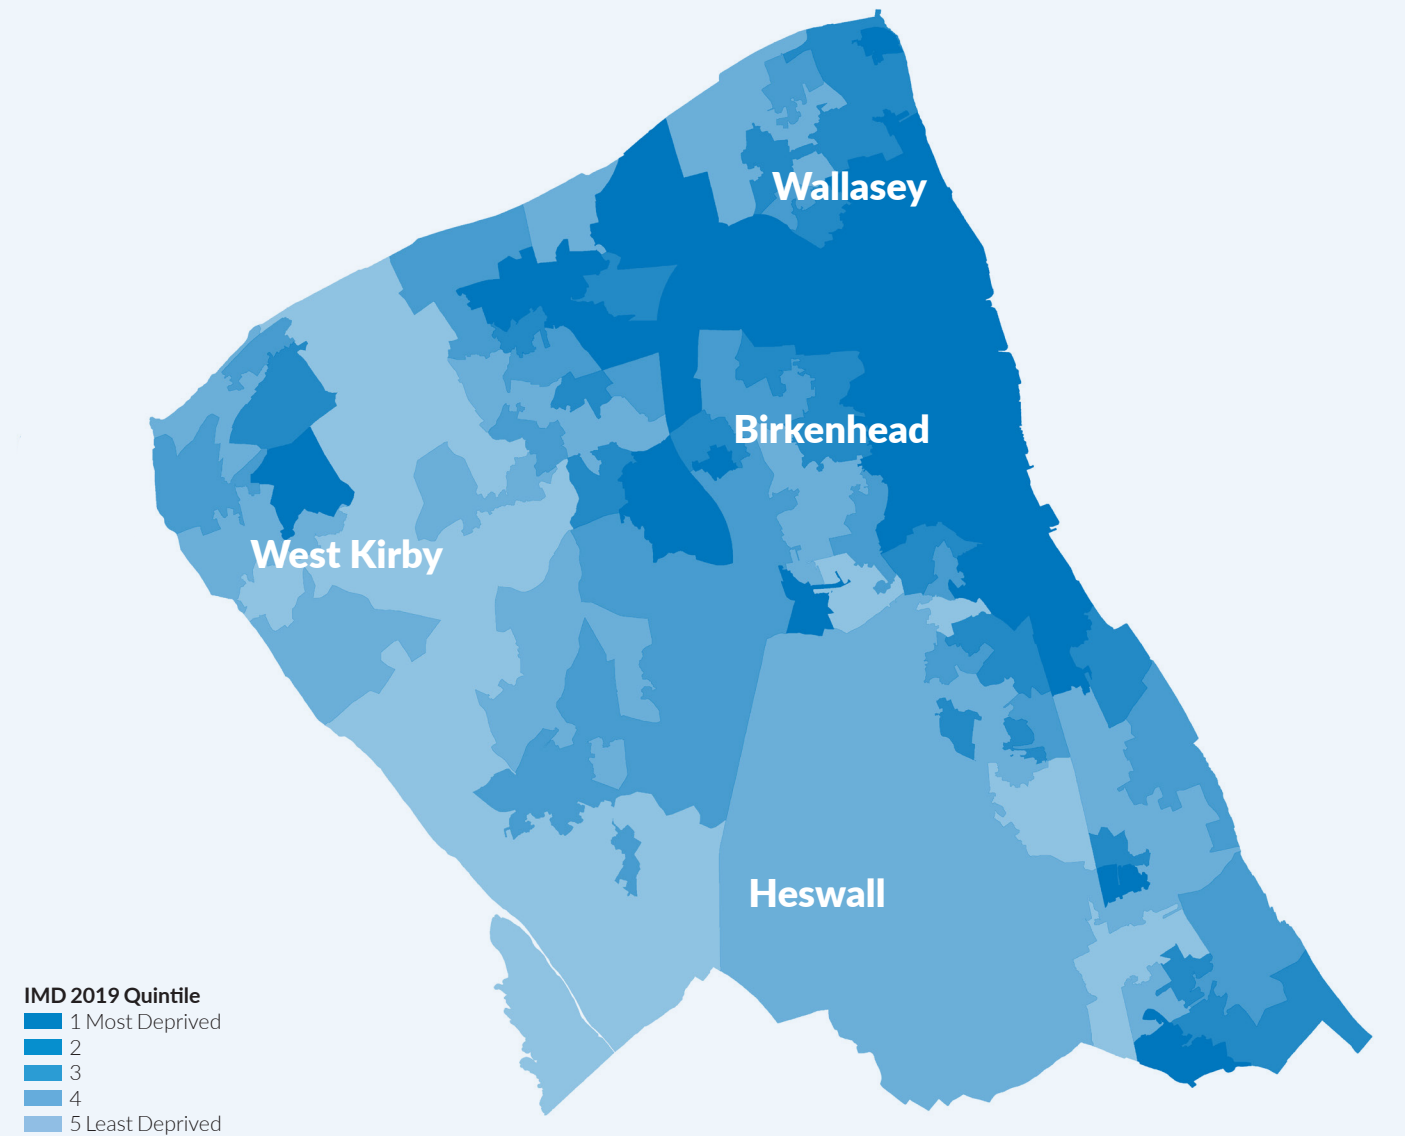 Wallasey
Birkenhead
West Kirby
Heswall
IMD 2019 Quintile
1 Most Deprived
2
3
4
5 Least Deprived